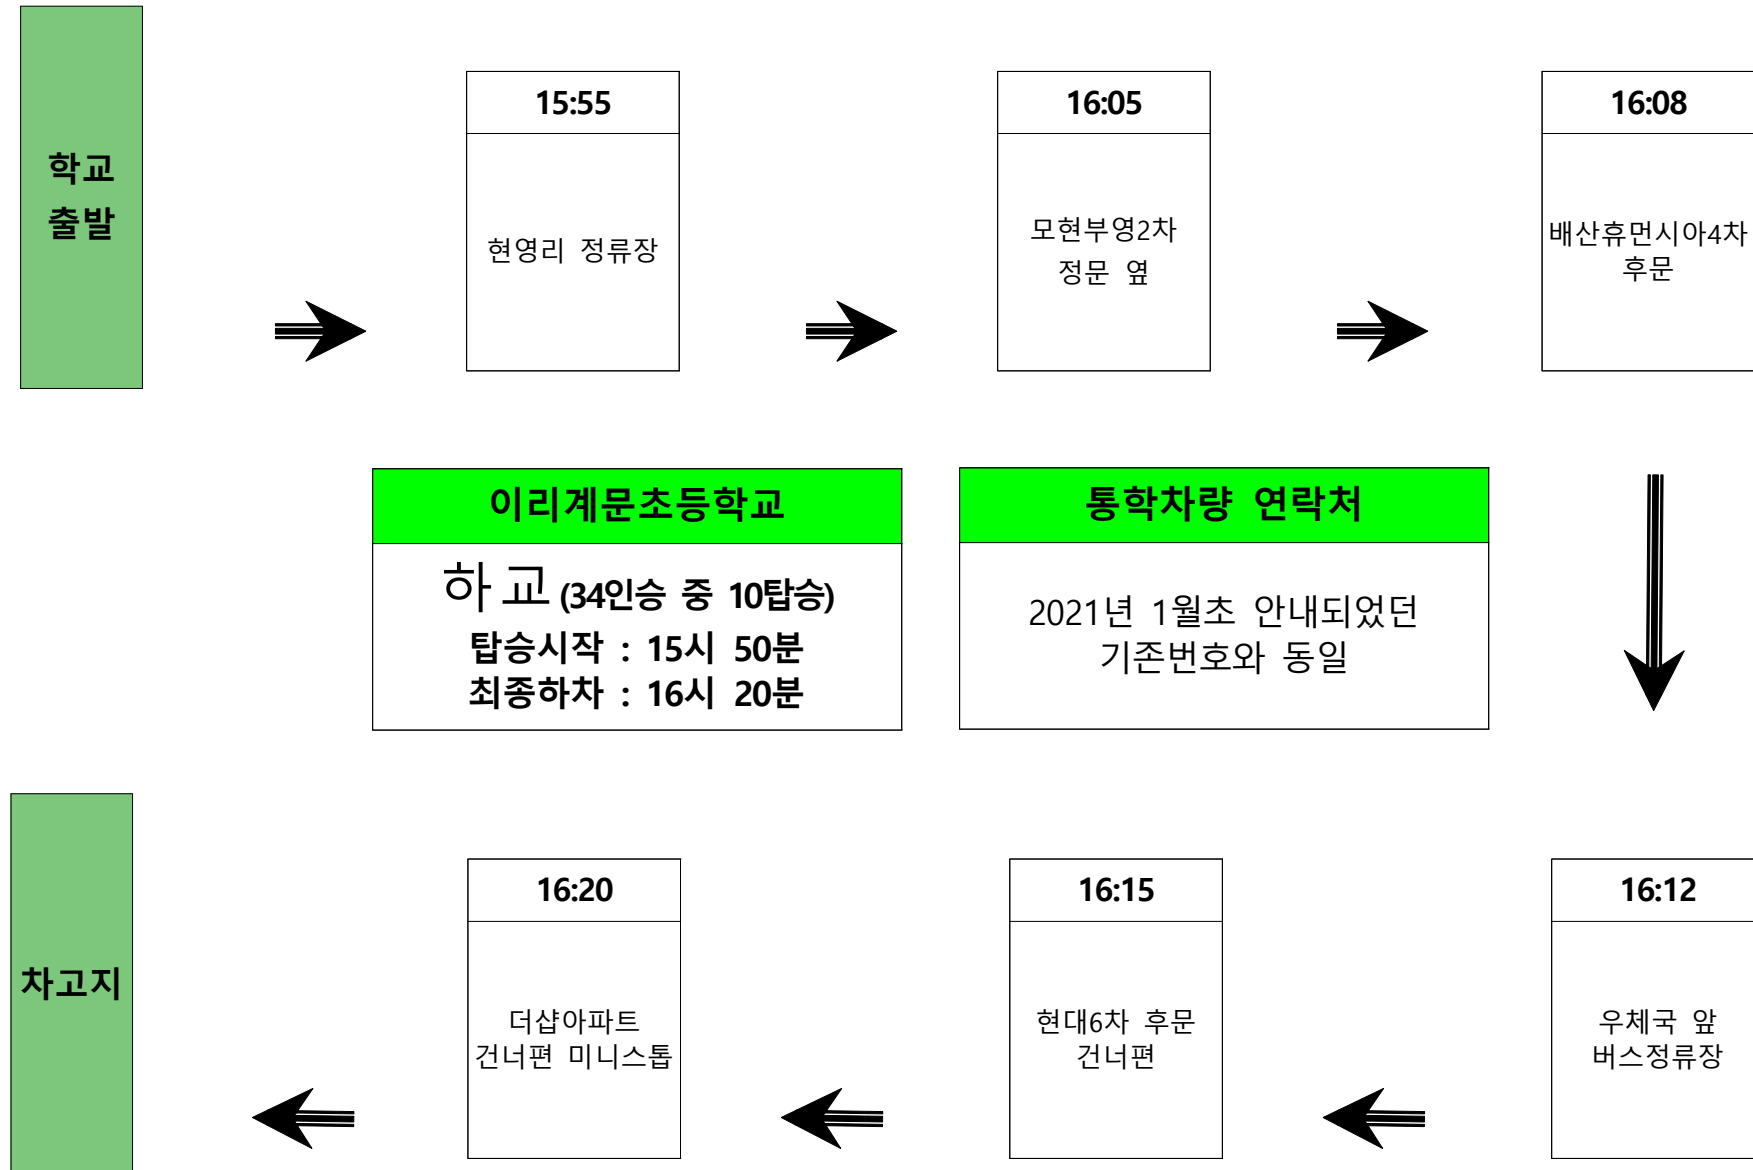 학교
출발
15:55
현영리 정류장
16:05
모현부영2차
정문 옆
16:08
배산휴먼시아4차
후문
이리계문초등학교
하교 (34인승 중 10탑승)
탑승시작 : 15시 50분
최종하차 : 16시 20분
통학차량 연락처
2021년 1월초 안내되었던
기존번호와 동일
16:12
우체국 앞
버스정류장
16:15
현대6차 후문
건너편
16:20
더샵아파트
건너편 미니스톱
차고지